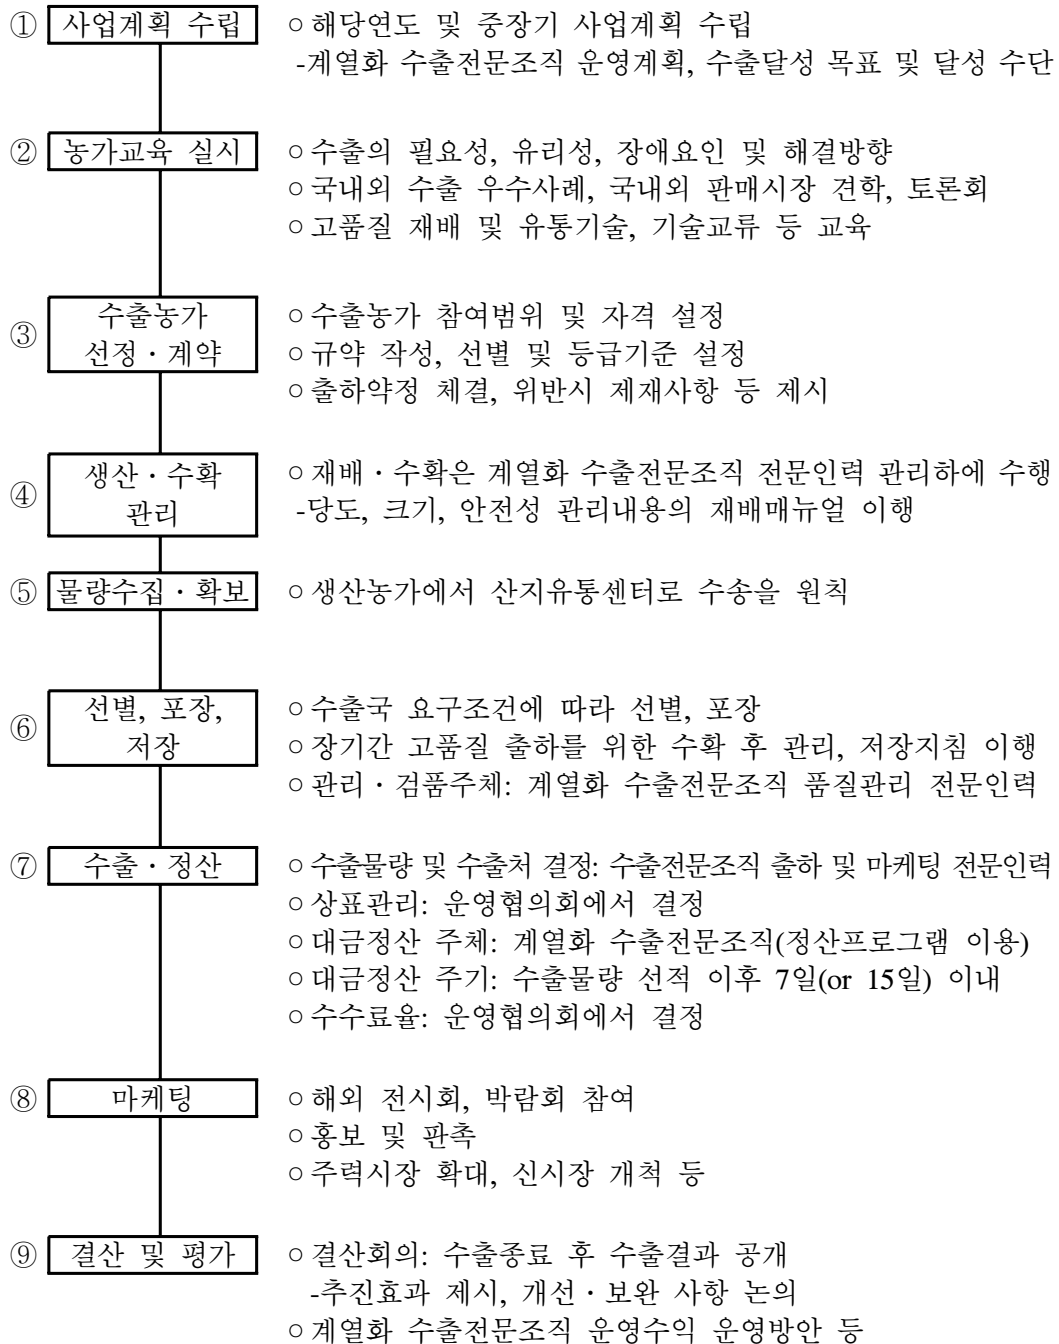 ① 사업계획 수립 ○ 해당연도 및 중장기 사업계획 수립
-계열화 수출전문조직 운영계획, 수출달성 목표 및 달성 수단
② 농가교육 실시 ○ 수출의 필요성, 유리성, 장애요인 및 해결방향
○ 국내외 수출 우수사례, 국내외 판매시장 견학, 토론회
○ 고품질 재배 및 유통기술, 기술교류 등 교육
③ 수출농가 선정・계약
○ 수출농가 참여범위 및 자격 설정
○ 규약 작성, 선별 및 등급기준 설정
○ 출하약정 체결, 위반시 제재사항 등 제시
④ 생산・수확 관리
○ 재배・수확은 계열화 수출전문조직 전문인력 관리하에 수행
-당도, 크기, 안전성 관리내용의 재배매뉴얼 이행
⑤ 물량수집・확보 ○ 생산농가에서 산지유통센터로 수송을 원칙
⑥ 선별, 포장, 저장
○ 수출국 요구조건에 따라 선별, 포장
○ 장기간 고품질 출하를 위한 수확 후 관리, 저장지침 이행
○ 관리・검품주체: 계열화 수출전문조직 품질관리 전문인력
⑦ 수출・정산 ○ 수출물량 및 수출처 결정: 수출전문조직 출하 및 마케팅 전문인력
○ 상표관리: 운영협의회에서 결정
○ 대금정산 주체: 계열화 수출전문조직(정산프로그램 이용)
○ 대금정산 주기: 수출물량 선적 이후 7일(or 15일) 이내
○ 수수료율: 운영협의회에서 결정
⑧ 마케팅 ○ 해외 전시회, 박람회 참여
○ 홍보 및 판촉
○ 주력시장 확대, 신시장 개척 등
⑨ 결산 및 평가 ○ 결산회의: 수출종료 후 수출결과 공개
-추진효과 제시, 개선・보완 사항 논의
○ 계열화 수출전문조직 운영수익 운영방안 등